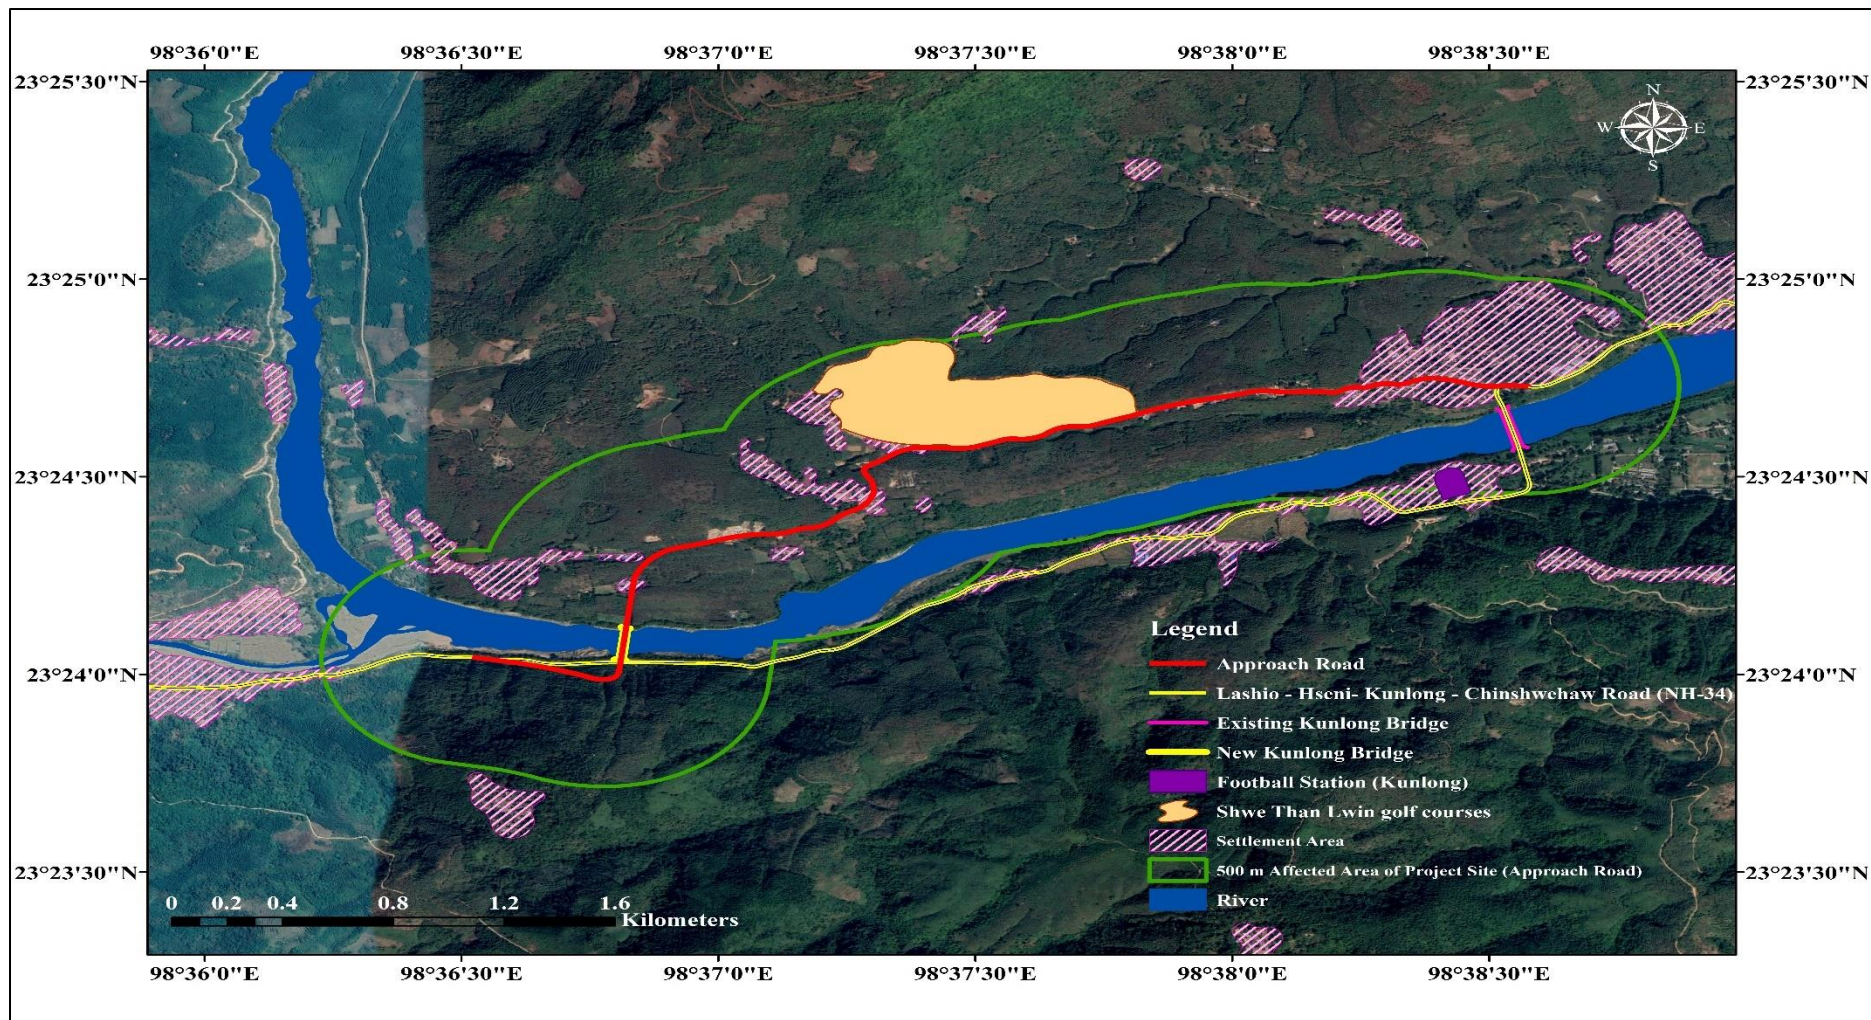 98°36'0"E 98°36'30"E 98°37'0"E 98°37'30"E 98°38'0"E 98°38'30"E
23°25'30"N 23°25'30"N
N
W E
S
23°25'0"N 23°25'0"N
23°24'30"N 23°24'30"N
Legend
Approach Road
23°24'0"N 23°24'0"N
Lashio - Hseni- Kunlong - Chinshwehaw Road (NH-34)
Existing Kunlong Bridge
New Kunlong Bridge
Football Station (Kunlong)
Shwe Than Lwin golf courses
Settlement Area
23°23'30"N 500 m Affected Area of Project Site (Approach Road) 23°23'30"N
River
0 0.2 0.4 0.8 1.2 1.6
Kilometers
98°36'0"E 98°36'30"E 98°37'0"E 98°37'30"E 98°38'0"E 98°38'30"E